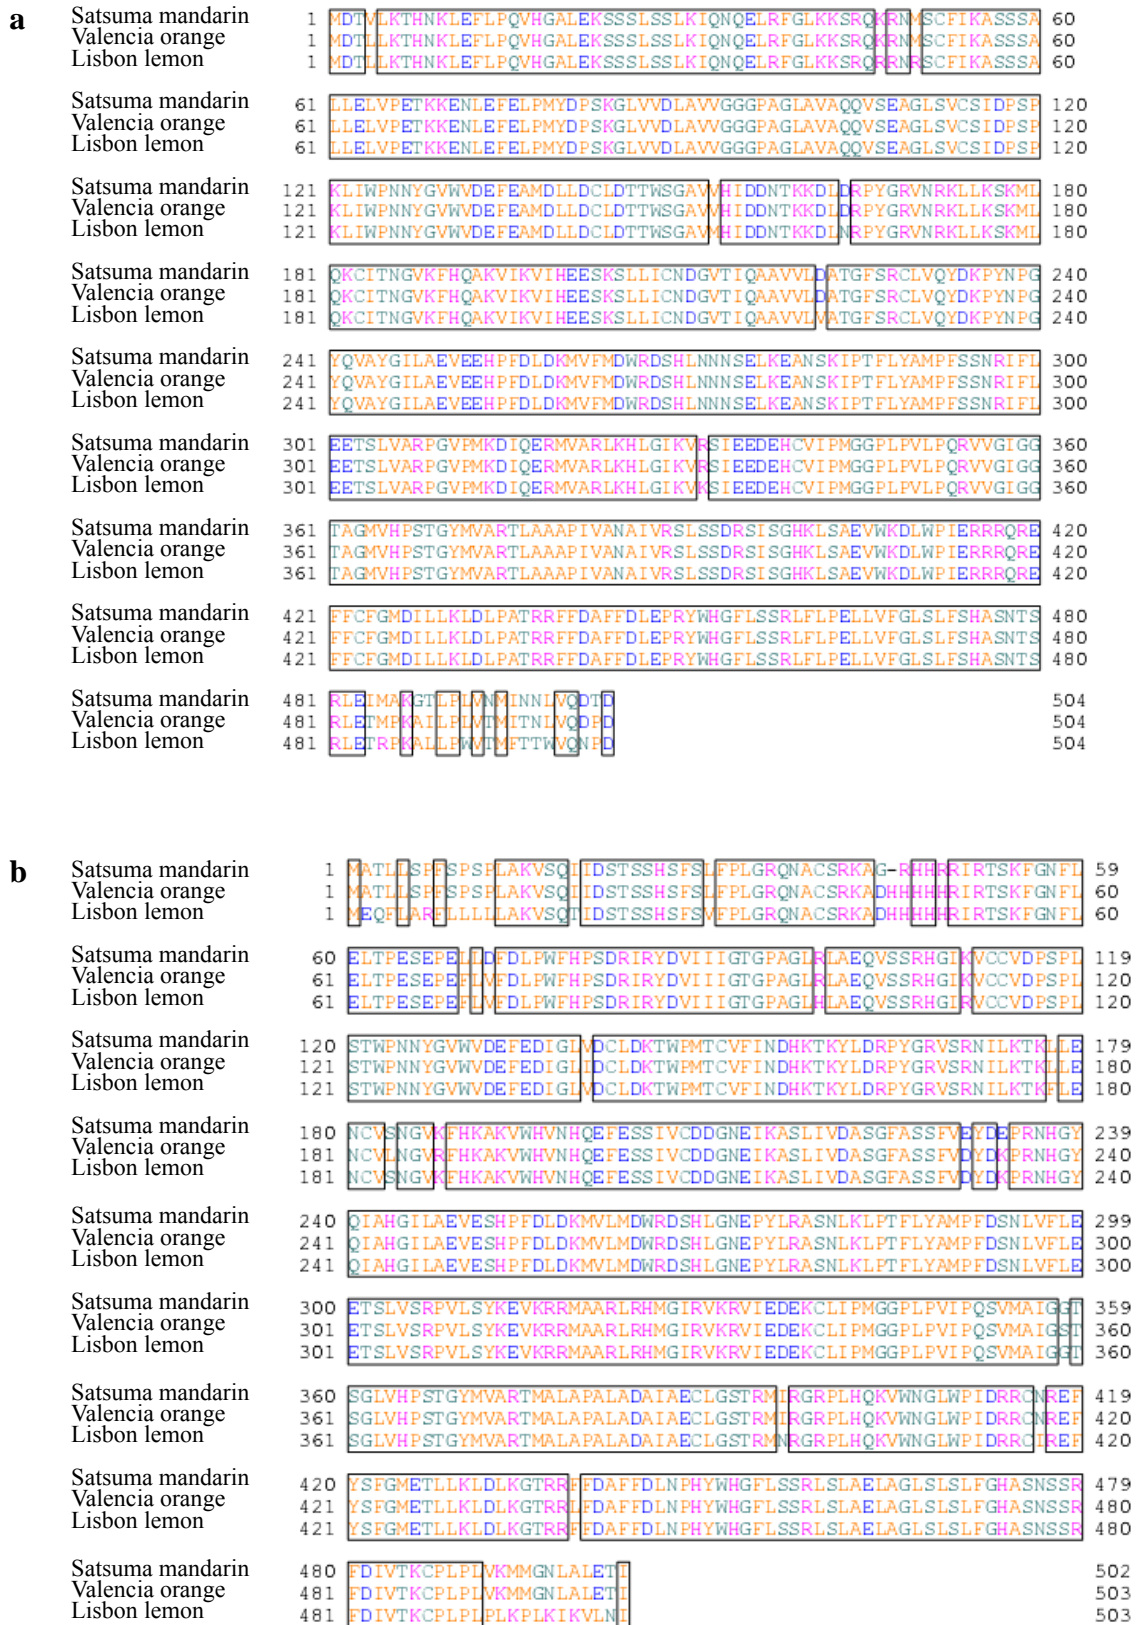 a
Satsuma mandarin 1 MDTVLKTHNKLEFLPQVHGALEKSSSLSSLKIQNQELRFGLKKSRQKRNMSCFIKASSSA 60
Valencia orange 1 MDTLLKTHNKLEFLPQVHGALEKSSSLSSLKIQNQELRFGLKKSRQKRNMSCFIKASSSA 60
Lisbon lemon 1 MDTLLKTHNKLEFLPQVHGALEKSSSLSSLKIQNQELRFGLKKSRQRRNRSCFIKASSSA 60
Satsuma mandarin 61 LLELVPETKKENLEFELPMYDPSKGLVVDLAVVGGGPAGLAVAQQVSEAGLSVCSIDPSP 120
Valencia orange 61 LLELVPETKKENLEFELPMYDPSKGLVVDLAVVGGGPAGLAVAQQVSEAGLSVCSIDPSP 120
Lisbon lemon 61 LLELVPETKKENLEFELPMYDPSKGLVVDLAVVGGGPAGLAVAQQVSEAGLSVCSIDPSP 120
Satsuma mandarin 121 KLIWPNNYGVWVDEFEAMDLLDCLDTTWSGAVVHIDDNTKKDLDRPYGRVNRKLLKSKML 180
Valencia orange 121 KLIWPNNYGVWVDEFEAMDLLDCLDTTWSGAVVHIDDNTKKDLDRPYGRVNRKLLKSKML 180
Lisbon lemon 121 KLIWPNNYGVWVDEFEAMDLLDCLDTTWSGAVMHIDDNTKKDLNRPYGRVNRKLLKSKML 180
Satsuma mandarin 181 QKCITNGVKFHQAKVIKVIHEESKSLLICNDGVTIQAAVVLDATGFSRCLVQYDKPYNPG 240
Valencia orange 181 QKCITNGVKFHQAKVIKVIHEESKSLLICNDGVTIQAAVVLDATGFSRCLVQYDKPYNPG 240
Lisbon lemon 181 QKCITNGVKFHQAKVIKVIHEESKSLLICNDGVTIQAAVVLVATGFSRCLVQYDKPYNPG 240
Satsuma mandarin 241 YQVAYGILAEVEEHPFDLDKMVFMDWRDSHLNNNSELKEANSKIPTFLYAMPFSSNRIFL 300
Valencia orange 241 YQVAYGILAEVEEHPFDLDKMVFMDWRDSHLNNNSELKEANSKIPTFLYAMPFSSNRIFL 300
Lisbon lemon 241 YQVAYGILAEVEEHPFDLDKMVFMDWRDSHLNNNSELKEANSKIPTFLYAMPFSSNRIFL 300
Satsuma mandarin 301 EETSLVARPGVPMKDIQERMVARLKHLGIKVRSIEEDEHCVIPMGGPLPVLPQRVVGIGG 360
Valencia orange 301 EETSLVARPGVPMKDIQERMVARLKHLGIKVRSIEEDEHCVIPMGGPLPVLPQRVVGIGG 360
Lisbon lemon 301 EETSLVARPGVPMKDIQERMVARLKHLGIKVKSIEEDEHCVIPMGGPLPVLPQRVVGIGG 360
Satsuma mandarin 361 TAGMVHPSTGYMVARTLAAAPIVANAIVRSLSSDRSISGHKLSAEVWKDLWPIERRRQRE 420
Valencia orange 361 TAGMVHPSTGYMVARTLAAAPIVANAIVRSLSSDRSISGHKLSAEVWKDLWPIERRRQRE 420
Lisbon lemon 361 TAGMVHPSTGYMVARTLAAAPIVANAIVRSLSSDRSISGHKLSAEVWKDLWPIERRRQRE 420
Satsuma mandarin 421 FFCFGMDILLKLDLPATRRFFDAFFDLEPRYWHGFLSSRLFLPELLVFGLSLFSHASNTS 480
Valencia orange 421 FFCFGMDILLKLDLPATRRFFDAFFDLEPRYWHGFLSSRLFLPELLVFGLSLFSHASNTS 480
Lisbon lemon 421 FFCFGMDILLKLDLPATRRFFDAFFDLEPRYWHGFLSSRLFLPELLVFGLSLFSHASNTS 480
Satsuma mandarin 481 RLEIMAKGTLPLVNMINNLVQDTD 504
Valencia orange 481 RLETMPKAILPLVTMITNLVQDPD 504
Lisbon lemon 481 RLETRPKALLPWVTMFTTWVQNPD 504
b
Satsuma mandarin 1 MATLLSPFSPSPLAKVSQIIDSTSSHSFSLFPLGRQNACSRKAG-RHHRRIRTSKFGNFL 59
Valencia orange 1 MATLLSPFSPSPLAKVSQIIDSTSSHSFSLFPLGRQNACSRKADHHHHHRIRTSKFGNFL 60
Lisbon lemon 1 MEQFLARFLLLLLAKVSQTIDSTSSHSFSVFPLGRQNACSRKADHHHHHRIRTSKFGNFL 60
Satsuma mandarin 60 ELTPESEPELLDFDLPWFHPSDRIRYDVIIIGTGPAGLRLAEQVSSRHGIKVCCVDPSPL 119
Valencia orange 61 ELTPESEPEFLVFDLPWFHPSDRIRYDVIIIGTGPAGLRLAEQVSSRHGIKVCCVDPSPL 120
Lisbon lemon 61 ELTPESEPEFLVFDLPWFHPSDRIRYDVIIIGTGPAGLHLAEQVSSRHGIRVCCVDPSPL 120
Satsuma mandarin 120 STWPNNYGVWVDEFEDIGLVDCLDKTWPMTCVFINDHKTKYLDRPYGRVSRNILKTKLLE 179
Valencia orange 121 STWPNNYGVWVDEFEDIGLVDCLDKTWPMTCVFINDHKTKYLDRPYGRVSRNILKTKLLE 180
Lisbon lemon 121 STWPNNYGVWVDEFEDIGLVDCLDKTWPMTCVFINDHKTKYLDRPYGRVSRNILKTKFLE 180
Satsuma mandarin 180 NCVSNGVKFHKAKVWHVNHQEFESSIVCDDGNEIKASLIVDASGFASSFVEYDEPRNHGY 239
Valencia orange 181 NCVLNGVRFHKAKVWHVNHQEFESSIVCDDGNEIKASLIVDASGFASSFVEYDKPRNHGY 240
Lisbon lemon 181 NCVSNGVKFHKAKVWHVNHQEFESSIVCDDGNEIKASLIVDASGFASSFVDYDKPRNHGY 240
Satsuma mandarin 240 QIAHGILAEVESHPFDLDKMVLMDWRDSHLGNEPYLRASNLKLPTFLYAMPFDSNLVFLE 299
Valencia orange 241 QIAHGILAEVESHPFDLDKMVLMDWRDSHLGNEPYLRASNLKLPTFLYAMPFDSNLVFLE 300
Lisbon lemon 241 QIAHGILAEVESHPFDLDKMVLMDWRDSHLGNEPYLRASNLKLPTFLYAMPFDSNLVFLE 300
Satsuma mandarin 300 ETSLVSRPVLSYKEVKRRMAARLRHMGIRVKRVIEDEKCLIPMGGPLPVIPQSVMAIGGT 359
Valencia orange 301 ETSLVSRPVLSYKEVKRRMAARLRHMGIRVKRVIEDEKCLIPMGGPLPVIPQSVMAIGST 360
Lisbon lemon 301 ETSLVSRPVLSYKEVKRRMAARLRHMGIRVKRVIEDEKCLIPMGGPLPVIPQSVMAIGGT 360
Satsuma mandarin 360 SGLVHPSTGYMVARTMALAPALADAIAECLGSTRMIRGRPLHQKVWNGLWPIDRRCNREF 419
Valencia orange 361 SGLVHPSTGYMVARTMALAPALADAIAECLGSTRMIRGRPLHQKVWNGLWPIDRRCNREF 420
Lisbon lemon 361 SGLVHPSTGYMVARTMALAPALADAIAECLGSTRMNRGRPLHQKVWNGLWPIDRRCIREF 420
Satsuma mandarin 420 YSFGMETLLKLDLKGTRRFFDAFFDLNPHYWHGFLSSRLSLAELAGLSLSLFGHASNSSR 479
Valencia orange 421 YSFGMETLLKLDLKGTRRLFDAFFDLNPHYWHGFLSSRLSLAELAGLSLSLFGHASNSSR 480
Lisbon lemon 421 YSFGMETLLKLDLKGTRRFFDAFFDLNPHYWHGFLSSRLSLAELAGLSLSLFGHASNSSR 480
Satsuma mandarin 480 FDIVTKCPLPLVKMMGNLALETI 502
Valencia orange 481 FDIVTKCPLPLVKMMGNLALETI 503
Lisbon lemon 481 FDIVTKCPLPLPLKPLKIKVLNI 503